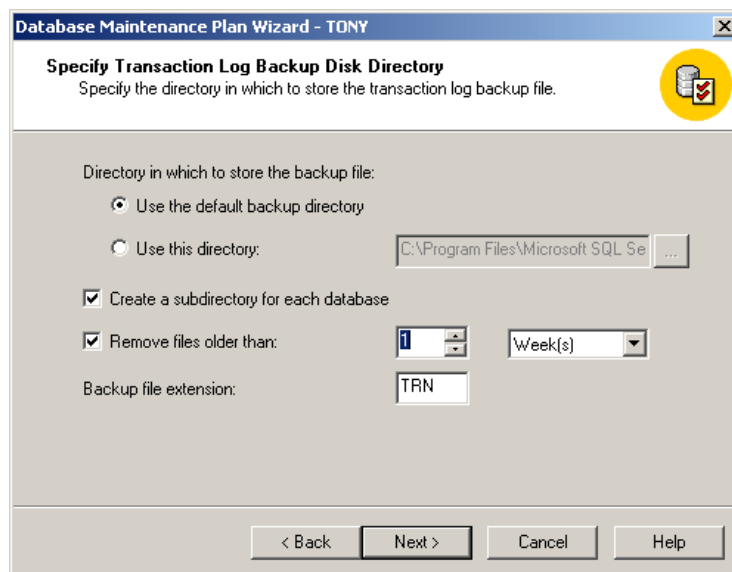 Database Maintenance Plan Wizard - TONY
Specify Transaction Log Backup Disk Directory
Specify the directory in which to store the transaction log backup file.
Directory in which to store the backup file:
Use the default backup directory
Use this directory: C:\Program Files\Microsoft SQL Se ...
Create a subdirectory for each database
Remove files older than: 1 Week(s)
Backup file extension: TRN
< Back Next > Cancel Help